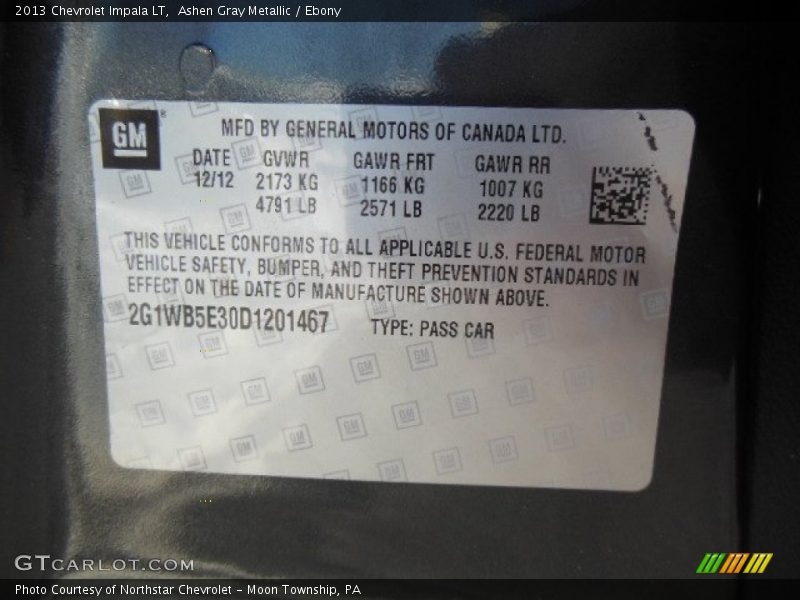 2013 Chevrolet Impala LT,  Ashen Gray Metallic / Ebony
GM
MFD BY GENERAL MOTORS OF CANADA LTD.
DATE GVWR GAWR FRT GAWR RR
12/12 2173 KG 1166 KG 1007 KG
4791 LB 2571 LB 2220 LB
THIS VEHICLE CONFORMS TO ALL APPLICABLE U.S. FEDERAL MOTOR
VEHICLE SAFETY, BUMPER, AND THEFT PREVENTION STANDARDS IN
EFFECT ON THE DATE OF MANUFACTURE SHOWN ABOVE.
2G1WB5E30D1201467 TYPE: PASS CAR
GTCARLOT.COM
Photo Courtesy of Northstar Chevrolet - Moon Township, PA